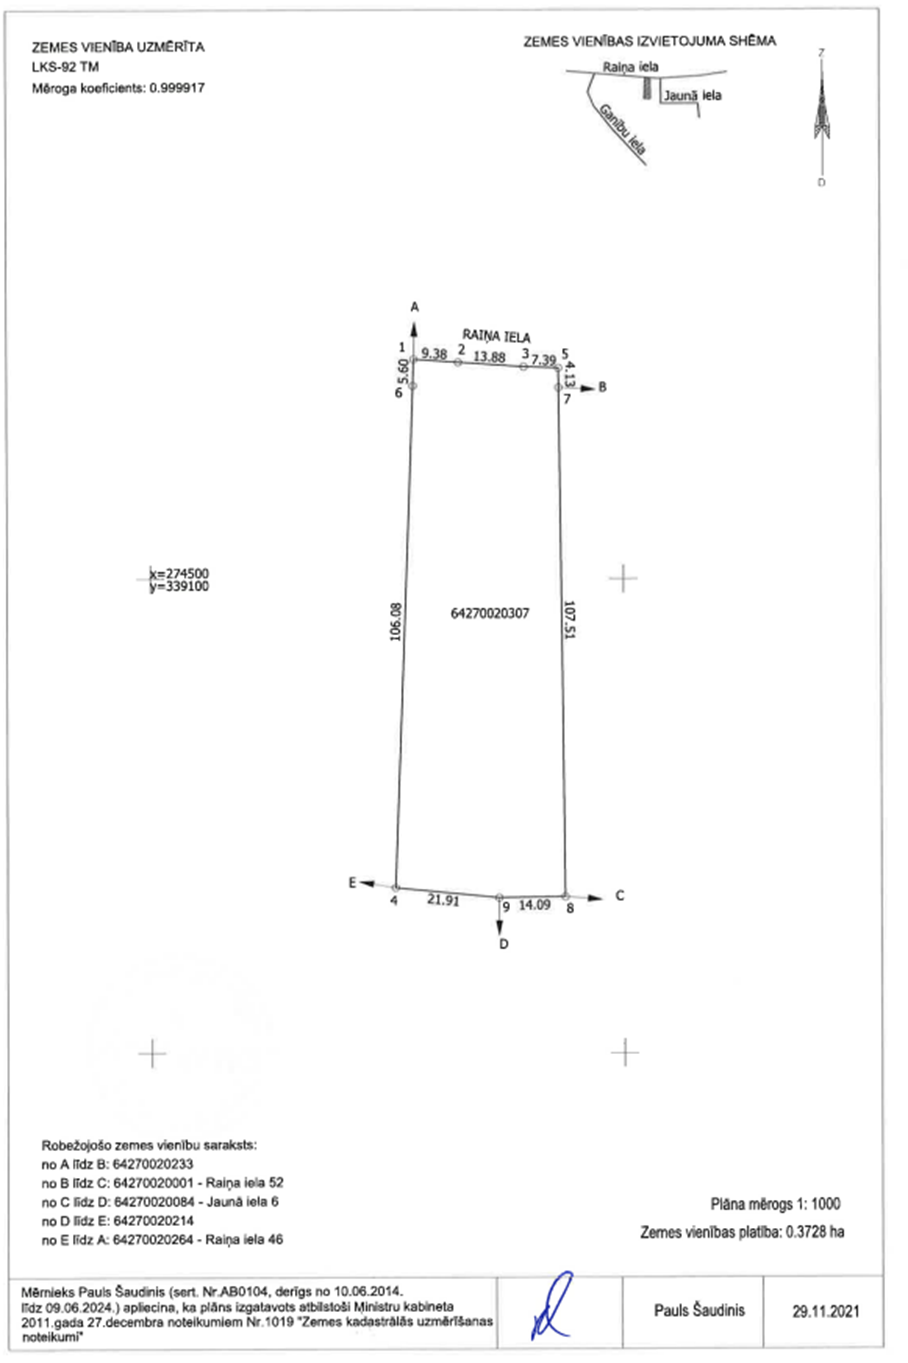 ZEMES VIENĪBA UZMĒRĪTA
LKS-92 TM
Mēroga koeficients: 0.999917
ZEMES VIENĪBAS IZVIETOJUMA SHĒMA
Raiņa iela
Jaunā iela
Ganību iela
Z
D
A
RAIŅA IELA
1 9.38 2 13.88 3 7.39 5
5.60
4.13
6
7 B
x=274500
y=339100
106.08
64270020307
107.51
E
4 21.91 9 14.09 8 C
D
Robežojošo zemes vienību saraksts:
no A līdz B: 64270020233
no B līdz C: 64270020001 - Raiņa iela 52
no C līdz D: 64270020084 - Jaunā iela 6
no D līdz E: 64270020214
no E līdz A: 64270020264 - Raiņa iela 46
Plāna mērogs 1: 1000
Zemes vienības platība: 0.3728 ha
Mērnieks Pauls Šaudinis (sert. Nr.AB0104, derīgs no 10.06.2014.
līdz 09.06.2024.) apliecina, ka plāns izgatavots atbilstoši Ministru kabineta
2011.gada 27.decembra noteikumiem Nr.1019 "Zemes kadastrālās uzmērīšanas
noteikumi"
Pauls Šaudinis
29.11.2021